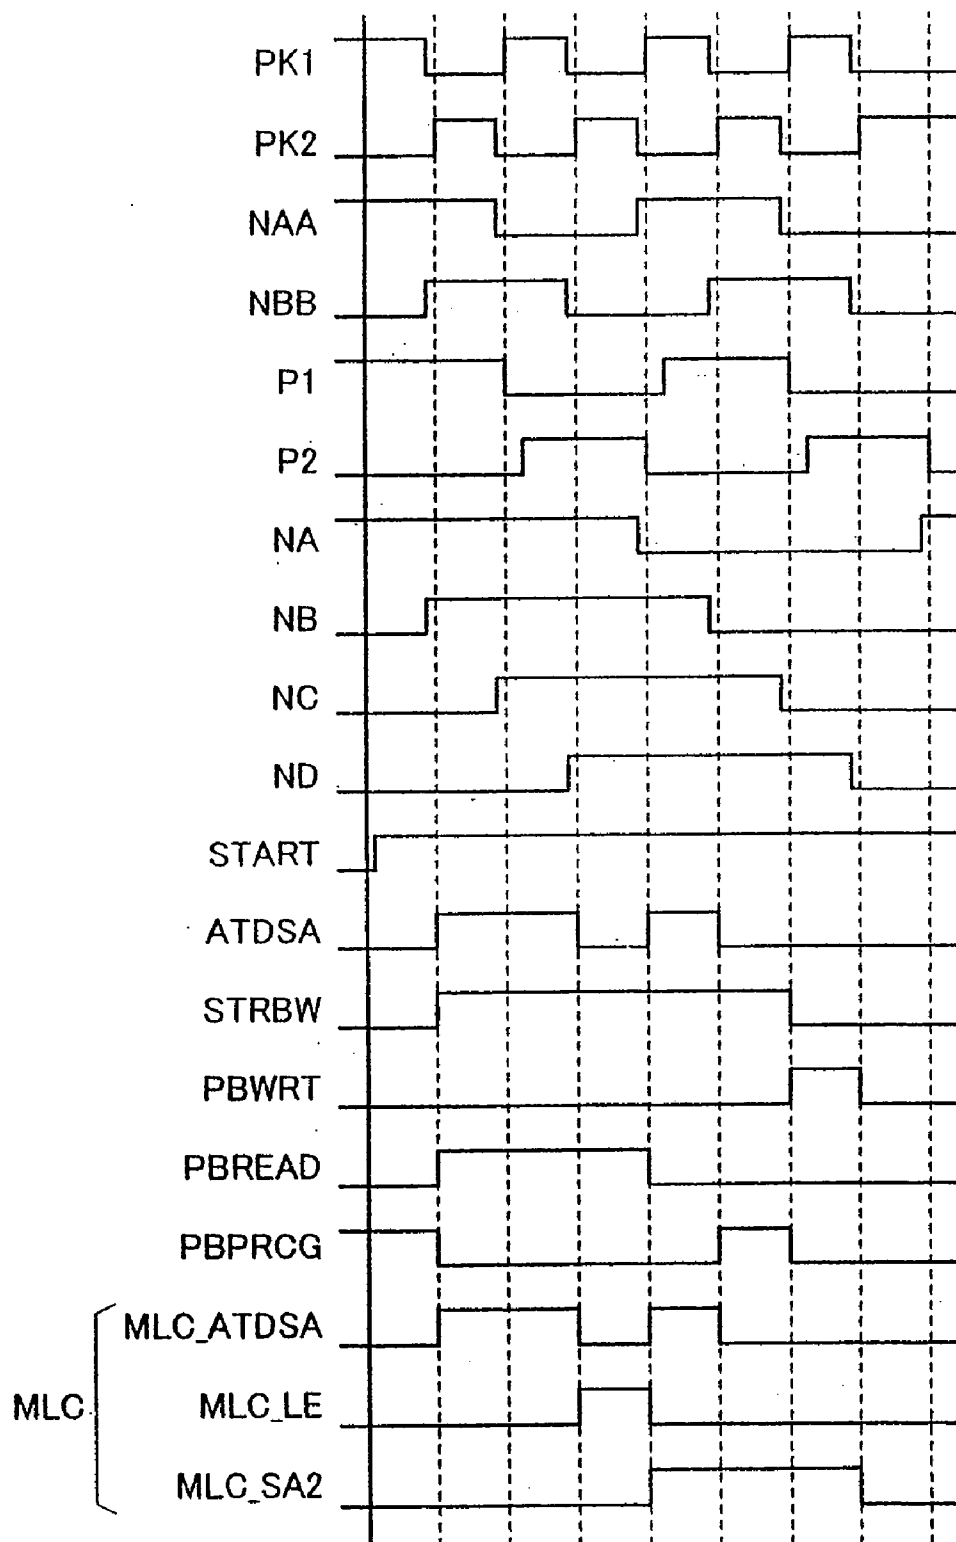 PK1
PK2
NAA
NBB
P1
P2
NA
NB
NC
ND
START
ATDSA
STRBW
PBWRT
PBREAD
PBPRCG
MLC_ATDSA
MLC MLC_LE
MLC_SA2